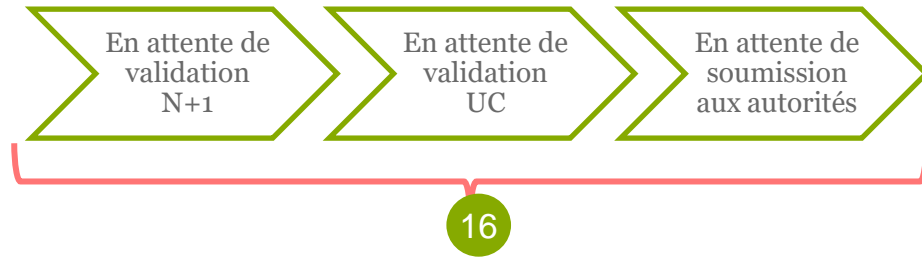 En attente de
validation
N+1
En attente de
validation
UC
En attente de
soumission
aux autorités
16